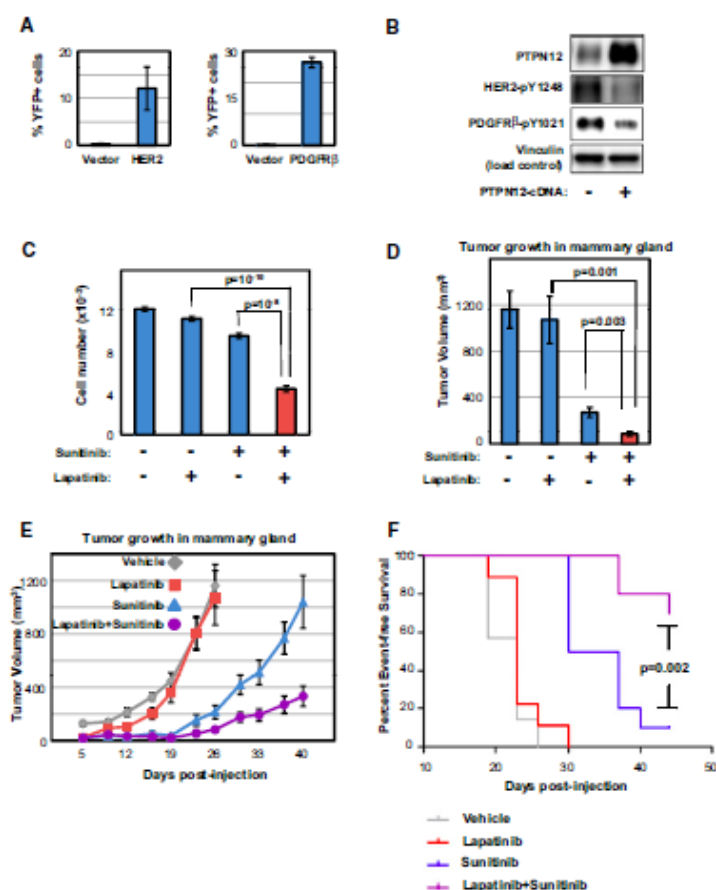 A
% YFP+ cells
20
10
0
Vector HER2
% YFP+ cells
30
15
0
Vector PDGFRβ
B
PTPN12
HER2-pY1248
PDGFRβ-pY1021
Vinculin
(load control)
PTPN12-cDNA: - +
C
Cell number (x10⁻³)
12
8
4
0
p=10⁻¹⁰
p=10⁻⁸
Sunitinib: - - + +
Lapatinib: - + - +
D
Tumor growth in mammary gland
Tumor Volume (mm³
1200
800
400
0
p=0.001
p=0.003
Sunitinib: - - + +
Lapatinib: - + - +
E
Tumor growth in mammary gland
Tumor Volume (mm³)
1200
800
400
0
Vehicle
Lapatinib
Sunitinib
Lapatinib+Sunitinib
5 12 19 26 33 40
Days post-injection
F
Percent Event-free Survival
100
80
60
40
20
0
p=0.002
10 20 30 40 50
Days post-injection
Vehicle
Lapatinib
Sunitinib
Lapatinib+Sunitinib